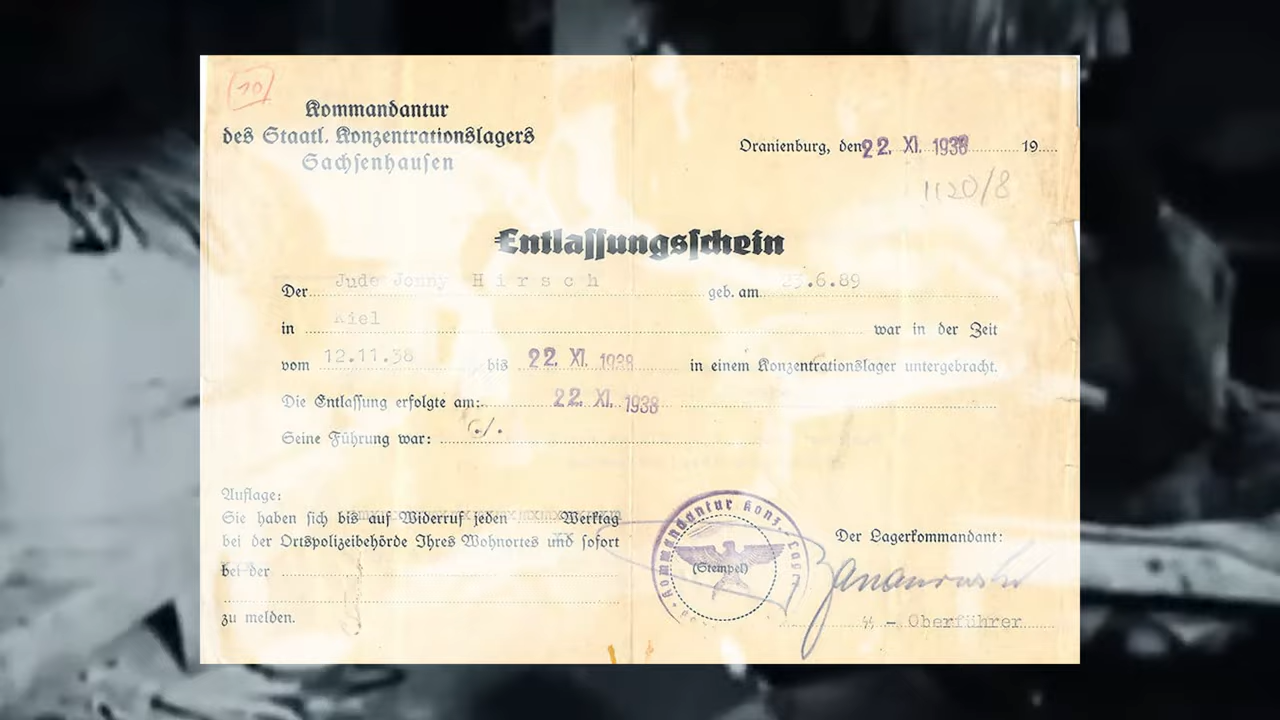 (10)
Kommandantur
des Staatl. Konzentrationslagers
Sachsenhausen
Oranienburg, den 22. XI. 1938 19
1120/8
Entlassungsschein
Der Jude Jonny Hirsch geb. am 23.6.89
in Kiel war in der Zeit
vom 12.11.38 bis 22. XI. 1938 in einem Konzentrationslager untergebracht.
Die Entlassung erfolgte am: 22. XI. 1938
Seine Führung war: ./.
Auflage:
Sie haben sich bis auf Widerruf jeden Werktag
bei der Ortspolizeibehörde Ihres Wohnortes und sofort
bei der
zu melden.
Kommandantur Konz.-Lager
(Stempel)
Der Lagerkommandant:
SS - Oberführer